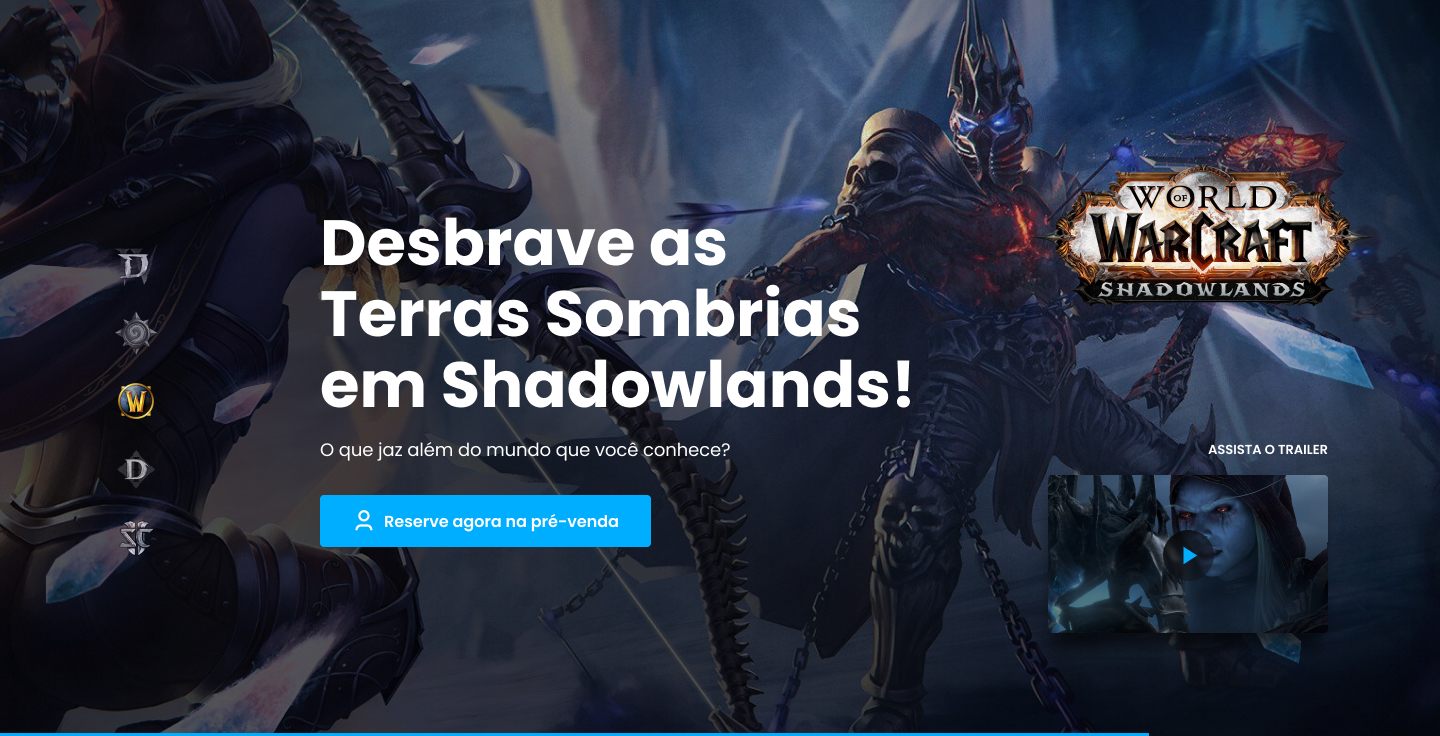 Desbrave as
Terras Sombrias
em Shadowlands!
O que jaz além do mundo que você conhece?
Reserve agora na pré-venda
WORLD
OF
WARCRAFT
SHADOWLANDS
ASSISTA O TRAILER
D
W
D
SC